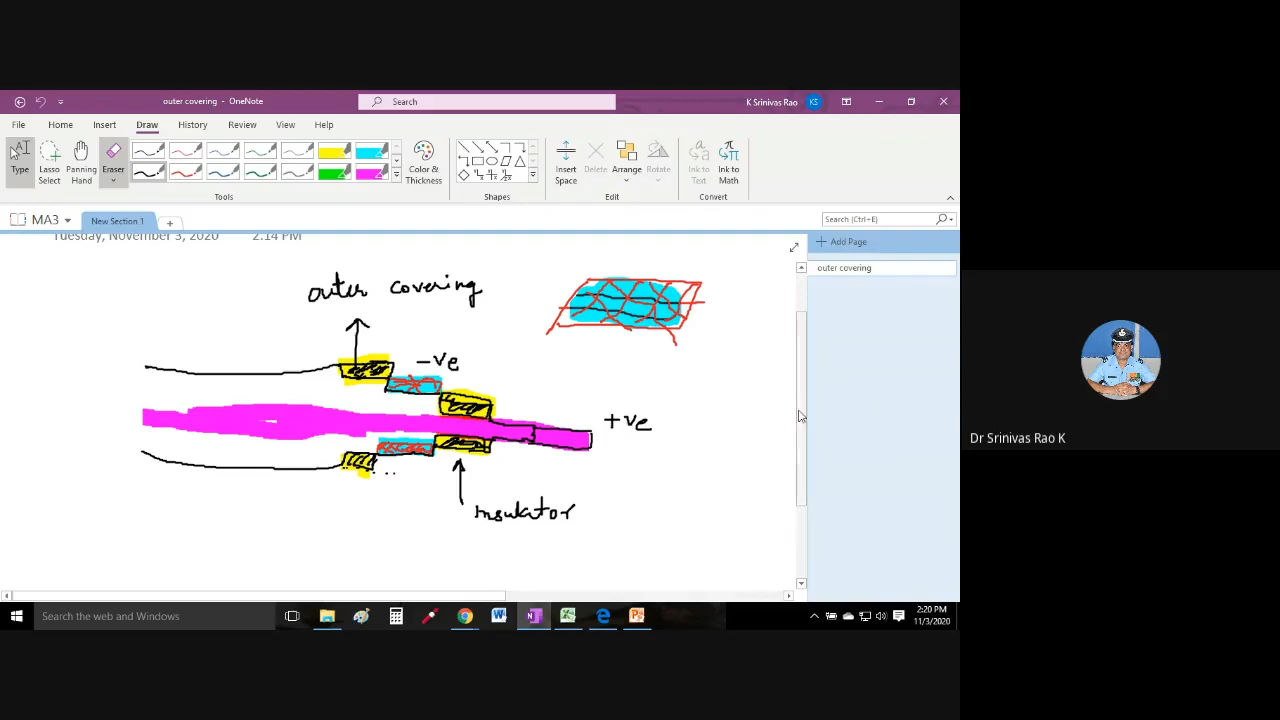 outer covering - OneNote
Search
K Srinivas Rao KS
File Home Insert Draw History Review View Help
Type
Lasso Select
Panning Hand
Eraser
Color & Thickness
Insert Space
Delete
Arrange
Rotate
Ink to Text
Ink to Math
Tools Shapes Edit Convert
MA3
New Section 1
Search (Ctrl+E)
Tuesday, November 3, 2020 2:14 PM
Add Page
outer covering
outer covering
-ve
+ve
Insulator
Dr Srinivas Rao K
Search the web and Windows
2:20 PM
11/3/2020